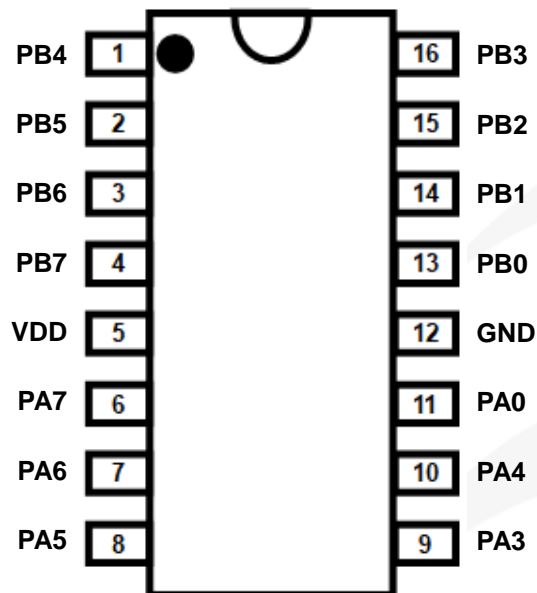 PB4 1 16 PB3
PB5 2 15 PB2
PB6 3 14 PB1
PB7 4 13 PB0
VDD 5 12 GND
PA7 6 11 PA0
PA6 7 10 PA4
PA5 8 9 PA3